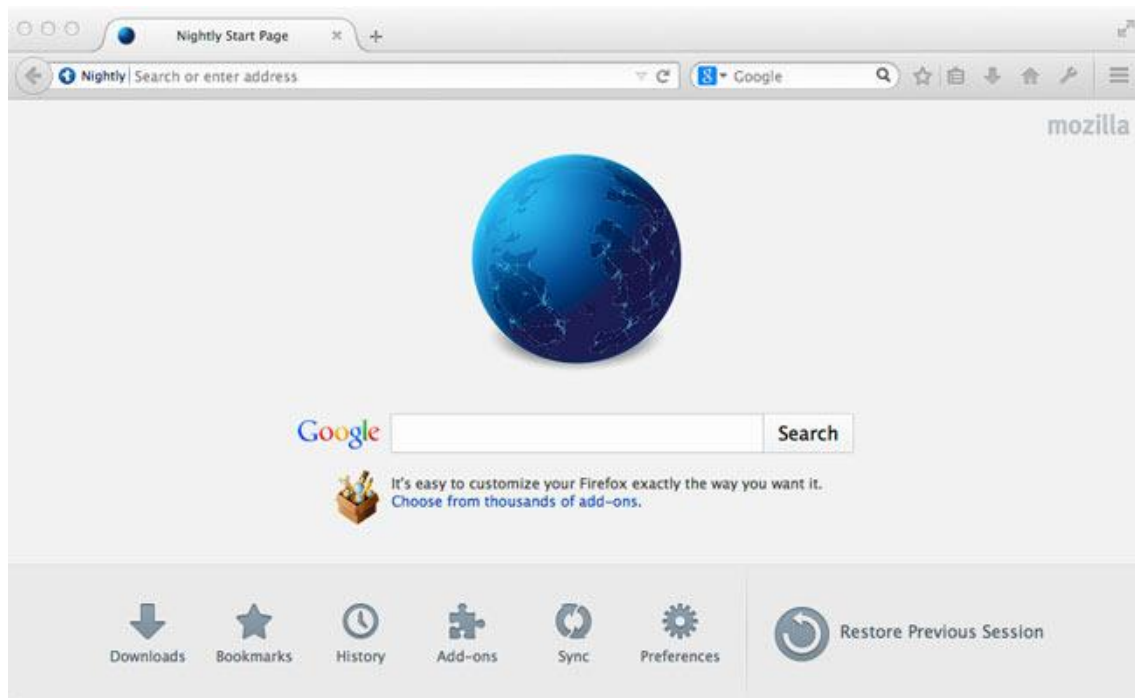 Nightly Start Page
Nightly Search or enter address
8 Google
mozilla
Google Search
It's easy to customize your Firefox exactly the way you want it.
Choose from thousands of add-ons.
Downloads Bookmarks History Add-ons Sync Preferences
Restore Previous Session